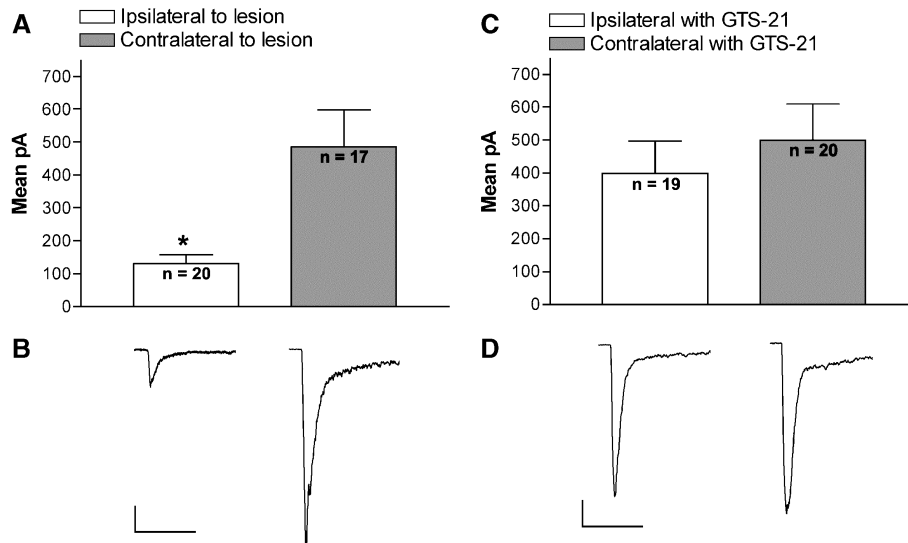 A
Ipsilateral to lesion
Contralateral to lesion
Mean pA
700
600
500
400
300
200
100
0
*
n = 20
n = 17
B
C
Ipsilateral with GTS-21
Contralateral with GTS-21
Mean pA
700
600
500
400
300
200
100
0
n = 19
n = 20
D